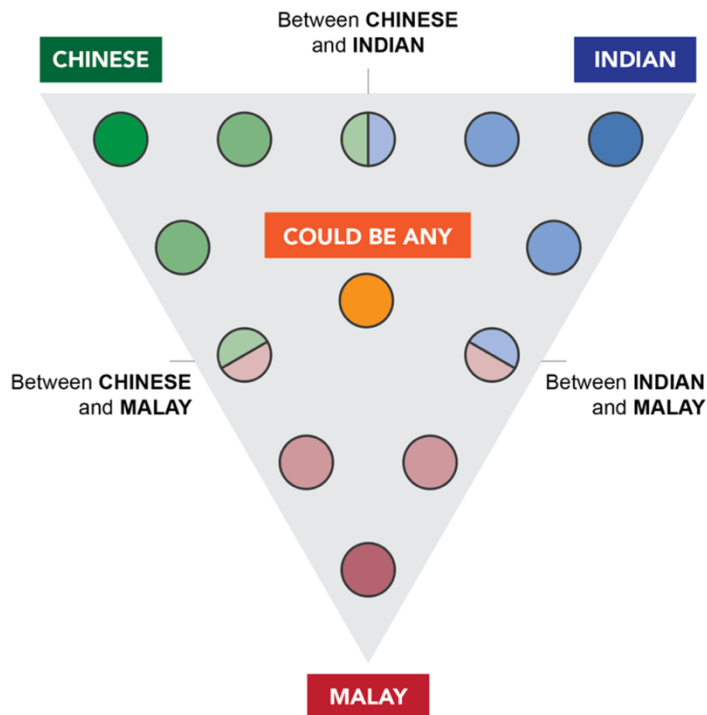 Between CHINESE
and INDIAN
CHINESE
INDIAN
COULD BE ANY
Between CHINESE
and MALAY
Between INDIAN
and MALAY
MALAY